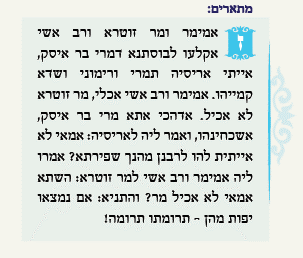 מתארים:
ז אמימר ומר זוטרא ורב אשי
אקלעו לבוסתנא דמרי בר איסק,
אייתי אריסיה תמרי ורימוני ושדא
קמייהו. אמימר ורב אשי אכלי, מר זוטרא
לא אכיל. אדהכי אתא מרי בר איסק,
אשכחינהו, ואמר ליה לאריסיה: אמאי לא
אייתית להו לרבנן מהנך שפירתא? אמרו
ליה אמימר ורב אשי למר זוטרא: השתא
אמאי לא אכיל מר? והתניא: אם נמצאו
יפות מהן - תרומתו תרומה!